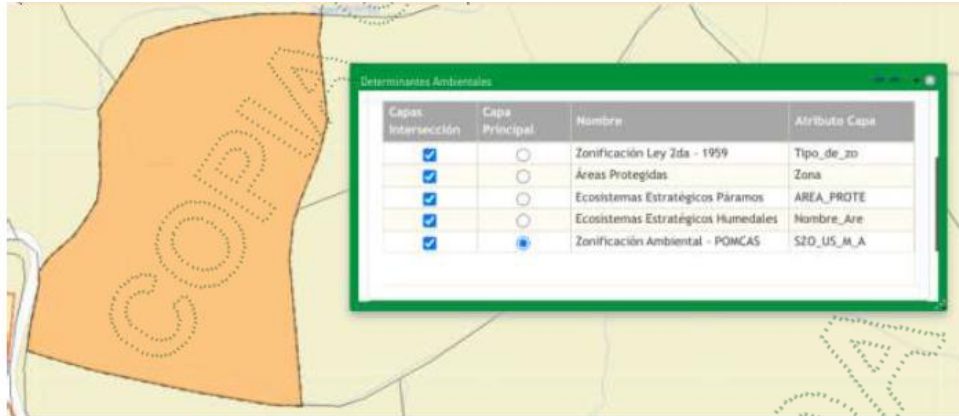 Determinantes Ambientales
Capas Intersección Capa Principal Nombre Atributo Capa
Zonificación Ley 2da - 1959 Tipo_de_zo
Áreas Protegidas Zona
Ecosistemas Estratégicos Páramos AREA_PROTE
Ecosistemas Estratégicos Humedales Nombre_Are
Zonificación Ambiental - POMCAS SZO_US_M_A
COPIA